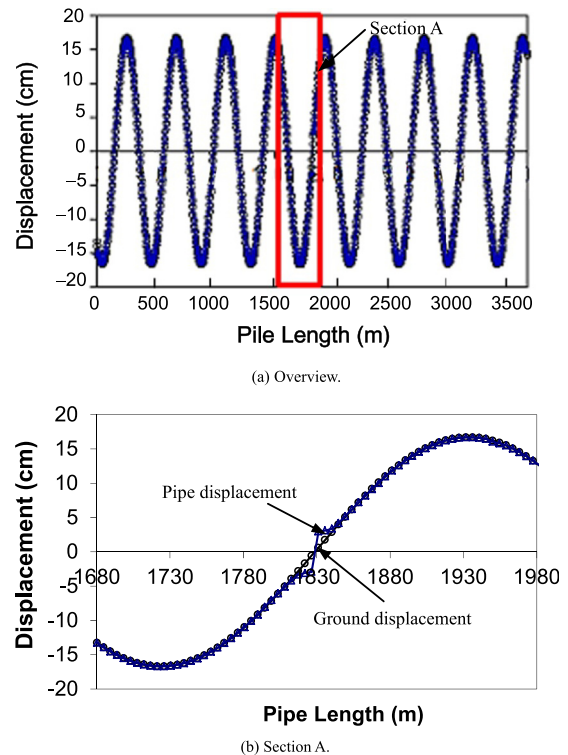 20
15
10
5
0
–5
–10
–15
–20
Displacement (cm)
Section A
0 500 1000 1500 2000 2500 3000 3500
Pile Length (m)
(a) Overview.
20
15
10
5
0
-5
-10
-15
-20
Displacement (cm)
Pipe displacement
1680 1730 1780 1830 1880 1930 1980
Ground displacement
Pipe Length (m)
(b) Section A.